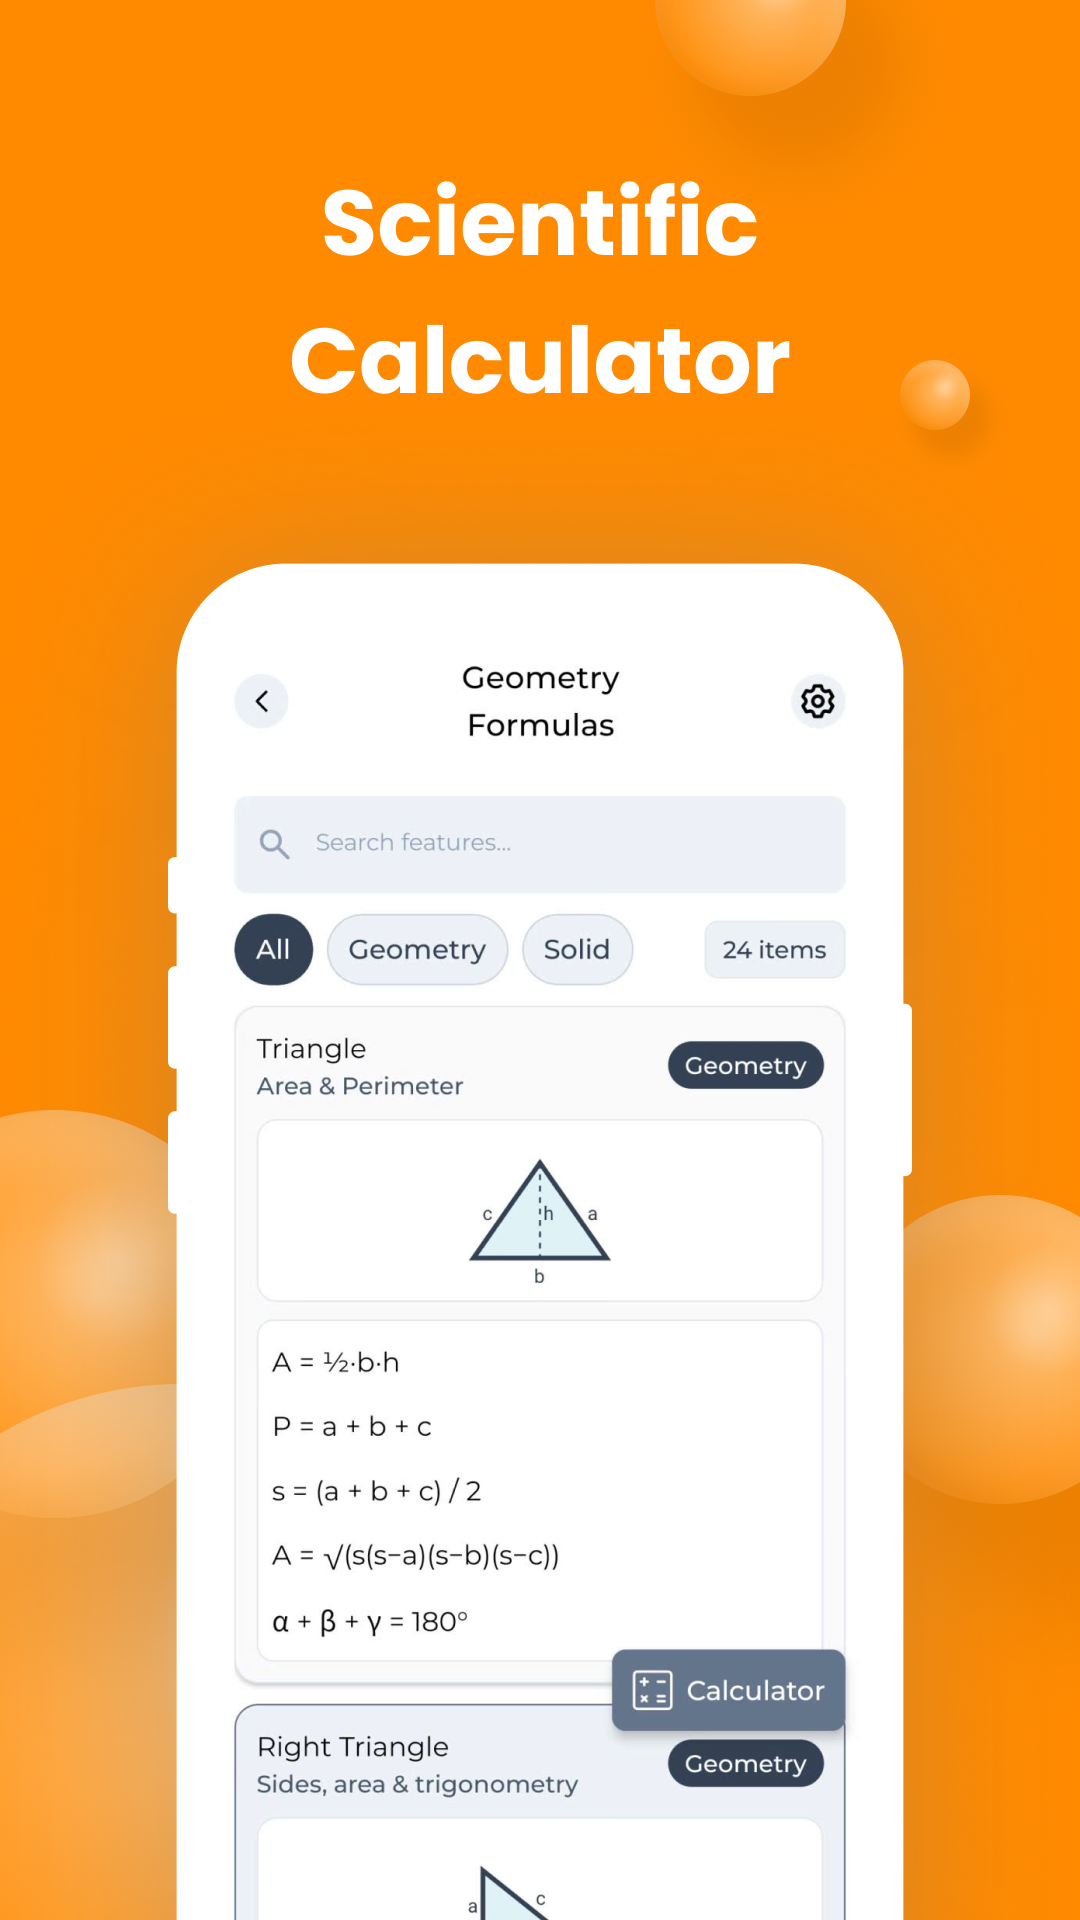 Scientific
Calculator
Geometry
Formulas
Search features...
All
Geometry
Solid
24 items
Triangle
Area & Perimeter
Geometry
c
h
a
b
A = ½·b·h
P = a + b + c
s = (a + b + c) / 2
A = √(s(s−a)(s−b)(s−c))
α + β + γ = 180°
Calculator
Right Triangle
Sides, area & trigonometry
Geometry
a
c